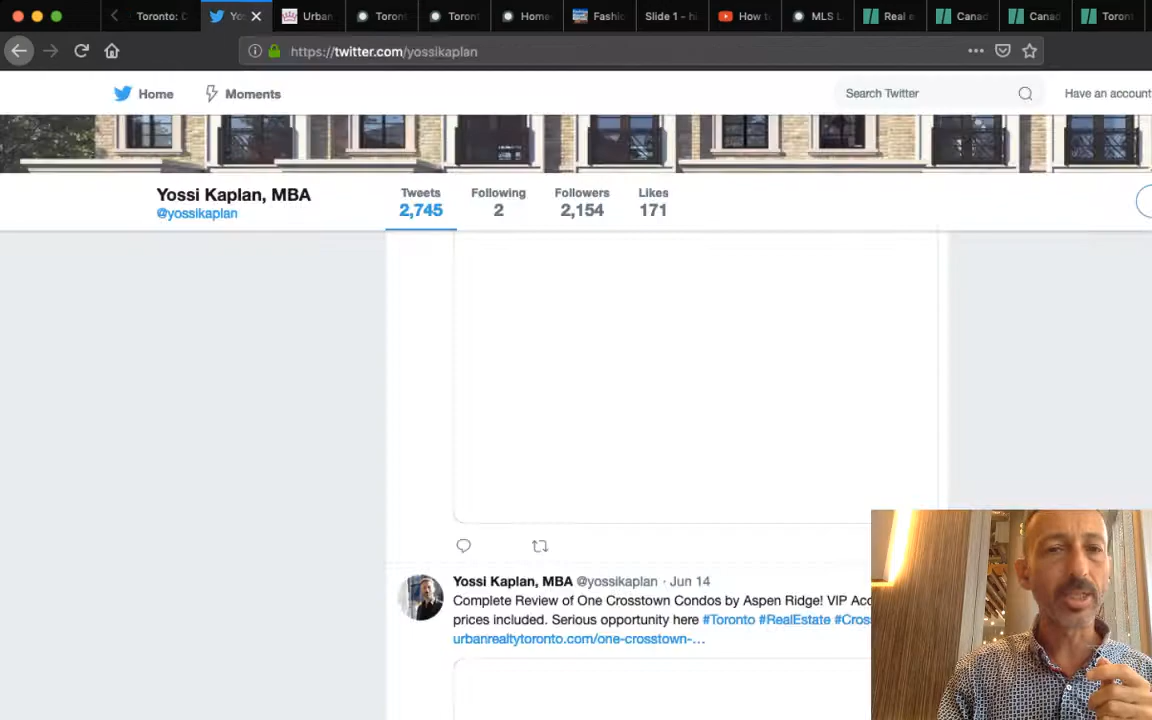 Toronto: C
Yos
Urban
Toront
Toront
Home
Fashi
Slide 1 - h
How t
MLS L
Real e
Canad
Canad
Toront
https://twitter.com/yossikaplan
Home
Moments
Search Twitter
Have an account
Yossi Kaplan, MBA
@yossikaplan
Tweets
2,745
Following
2
Followers
2,154
Likes
171
Yossi Kaplan, MBA @yossikaplan · Jun 14
Complete Review of One Crosstown Condos by Aspen Ridge! VIP Acc
prices included. Serious opportunity here #Toronto #RealEstate #Cros
urbanrealtytoronto.com/one-crosstown-…